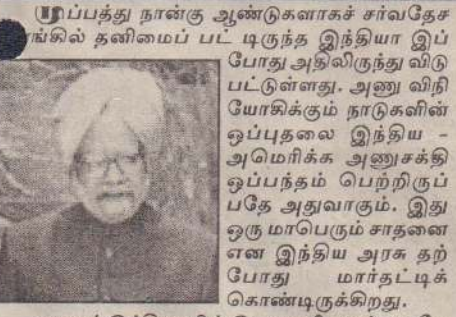 முப்பத்து நான்கு ஆண்டுகளாகச் சர்வதேச
ரங்கில் தனிமைப் பட் டிருந்த இந்தியா இப்
போது அதிலிருந்து விடு
பட்டுள்ளது. அணு விநி
யோகிக்கும் நாடுகளின்
ஒப்புதலை இந்திய –
அமெரிக்க அணுசக்தி
ஒப்பந்தம் பெற்றிருப்
பதே அதுவாகும். இது
ஒரு மாபெரும் சாதனை
என இந்திய அரசு தற்
போது மார்தட்டிக்
கொண்டிருக்கிறது.